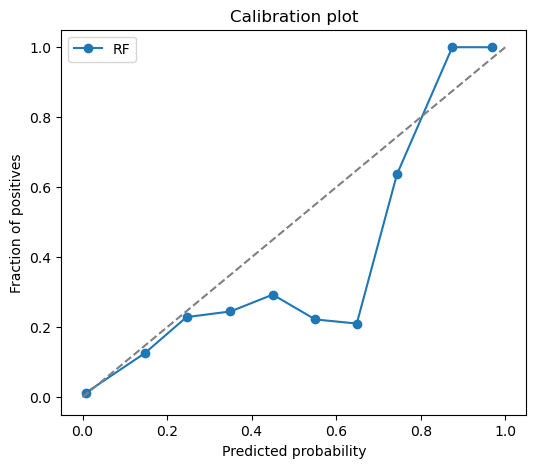 Calibration plot
RF
Fraction of positives
1.0
0.8
0.6
0.4
0.2
0.0
0.0 0.2 0.4 0.6 0.8 1.0
Predicted probability